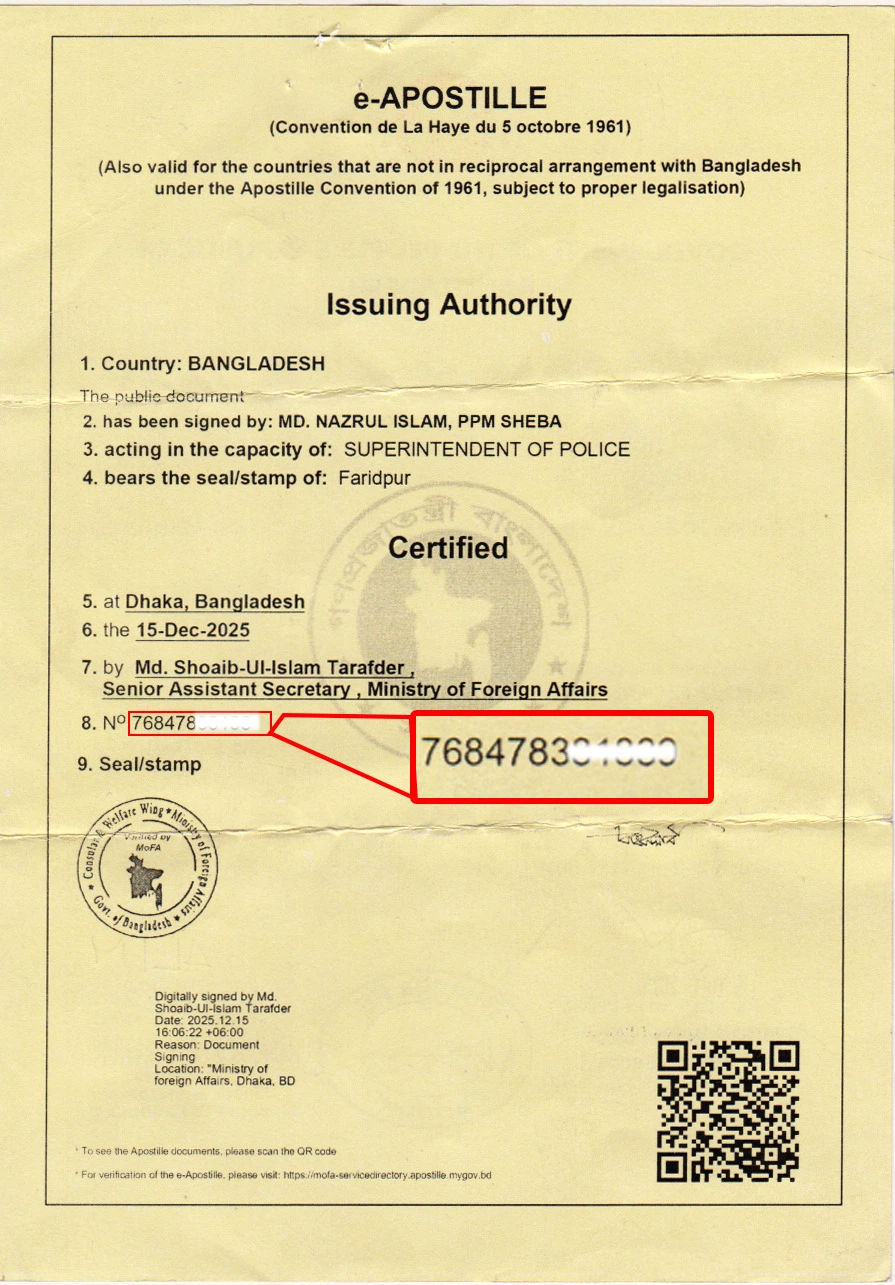 e-APOSTILLE
(Convention de La Haye du 5 octobre 1961)
(Also valid for the countries that are not in reciprocal arrangement with Bangladesh
under the Apostille Convention of 1961, subject to proper legalisation)
Issuing Authority
1. Country: BANGLADESH
The public document
2. has been signed by: MD. NAZRUL ISLAM, PPM SHEBA
3. acting in the capacity of: SUPERINTENDENT OF POLICE
4. bears the seal/stamp of: Faridpur
গণপ্রজাতন্ত্রী বাংলাদেশ
Certified
5. at Dhaka, Bangladesh
6. the 15-Dec-2025
7. by Md. Shoaib-Ul-Islam Tarafder ,
Senior Assistant Secretary , Ministry of Foreign Affairs
8. Nº 768478
7684783
9. Seal/stamp
Consular & Welfare Wing ★ Ministry of Foreign Affairs ★ Govt. of Bangladesh ★
Verified by
MoFA
Digitally signed by Md.
Shoaib-Ul-Islam Tarafder
Date: 2025.12.15
16:06:22 +06:00
Reason: Document
Signing
Location: "Ministry of
foreign Affairs, Dhaka, BD
* To see the Apostille documents, please scan the QR code
* For verification of the e-Apostille, please visit: https://mofa-servicedirectory.apostille.mygov.bd